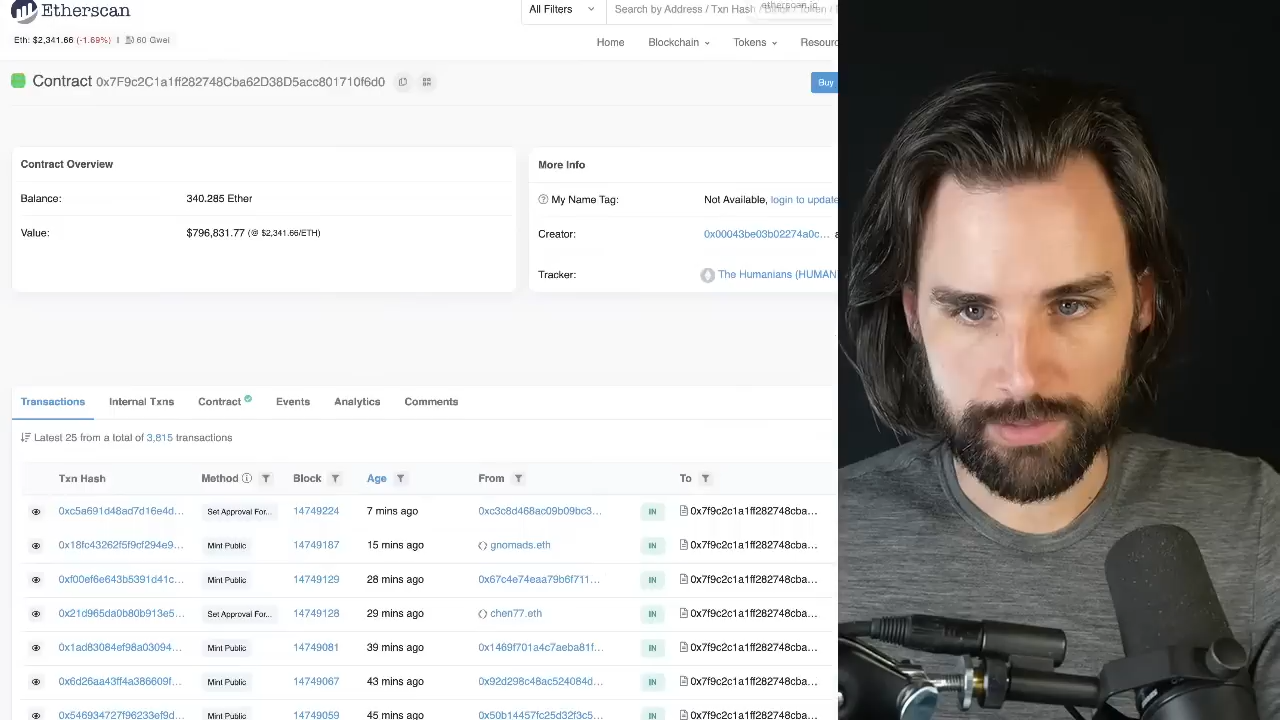 Etherscan
All Filters
Search by Address / Txn Hash / Block / Token /
etherscan.io
Eth: $2,341.66 (-1.69%) | 60 Gwei
Home
Blockchain
Tokens
Resourc
Contract 0x7F9c2C1a1ff282748Cba62D38D5acc801710f6d0
Buy
Contract Overview
Balance: 340.285 Ether
Value: $796,831.77 (@ $2,341.66/ETH)
More Info
My Name Tag: Not Available, login to update
Creator: 0x00043be03b02274a0c... a
Tracker: The Humanians (HUMAN
Transactions Internal Txns Contract Events Analytics Comments
Latest 25 from a total of 3,815 transactions
Txn Hash Method Block Age From To
0xc5a691d48ad7d16e4d... Set Approval For... 14749224 7 mins ago 0xc3c8d468ac09b09bc3... IN 0x7f9c2c1a1ff282748cba...
0x18fc43262f5f9cf294e9... Mint Public 14749187 15 mins ago gnomads.eth IN 0x7f9c2c1a1ff282748cba...
0xf00ef6e643b5391d41c... Mint Public 14749129 28 mins ago 0x67c4e74eaa79b6f711... IN 0x7f9c2c1a1ff282748cba...
0x21d965da0b80b913e5... Set Approval For... 14749128 29 mins ago chen77.eth IN 0x7f9c2c1a1ff282748cba...
0x1ad83084ef98a03094... Mint Public 14749081 39 mins ago 0x1469f701a4c7aeba81f... IN 0x7f9c2c1a1ff282748cba...
0x6d26aa43ff4a386609f... Mint Public 14749067 43 mins ago 0x92d298c48ac524084d... IN 0x7f9c2c1a1ff282748cba...
0x546934727f96233ef9d... Mint Public 14749059 45 mins ago 0x50b14457fc25d32f3c5... IN 0x7f9c2c1a1ff282748cba...